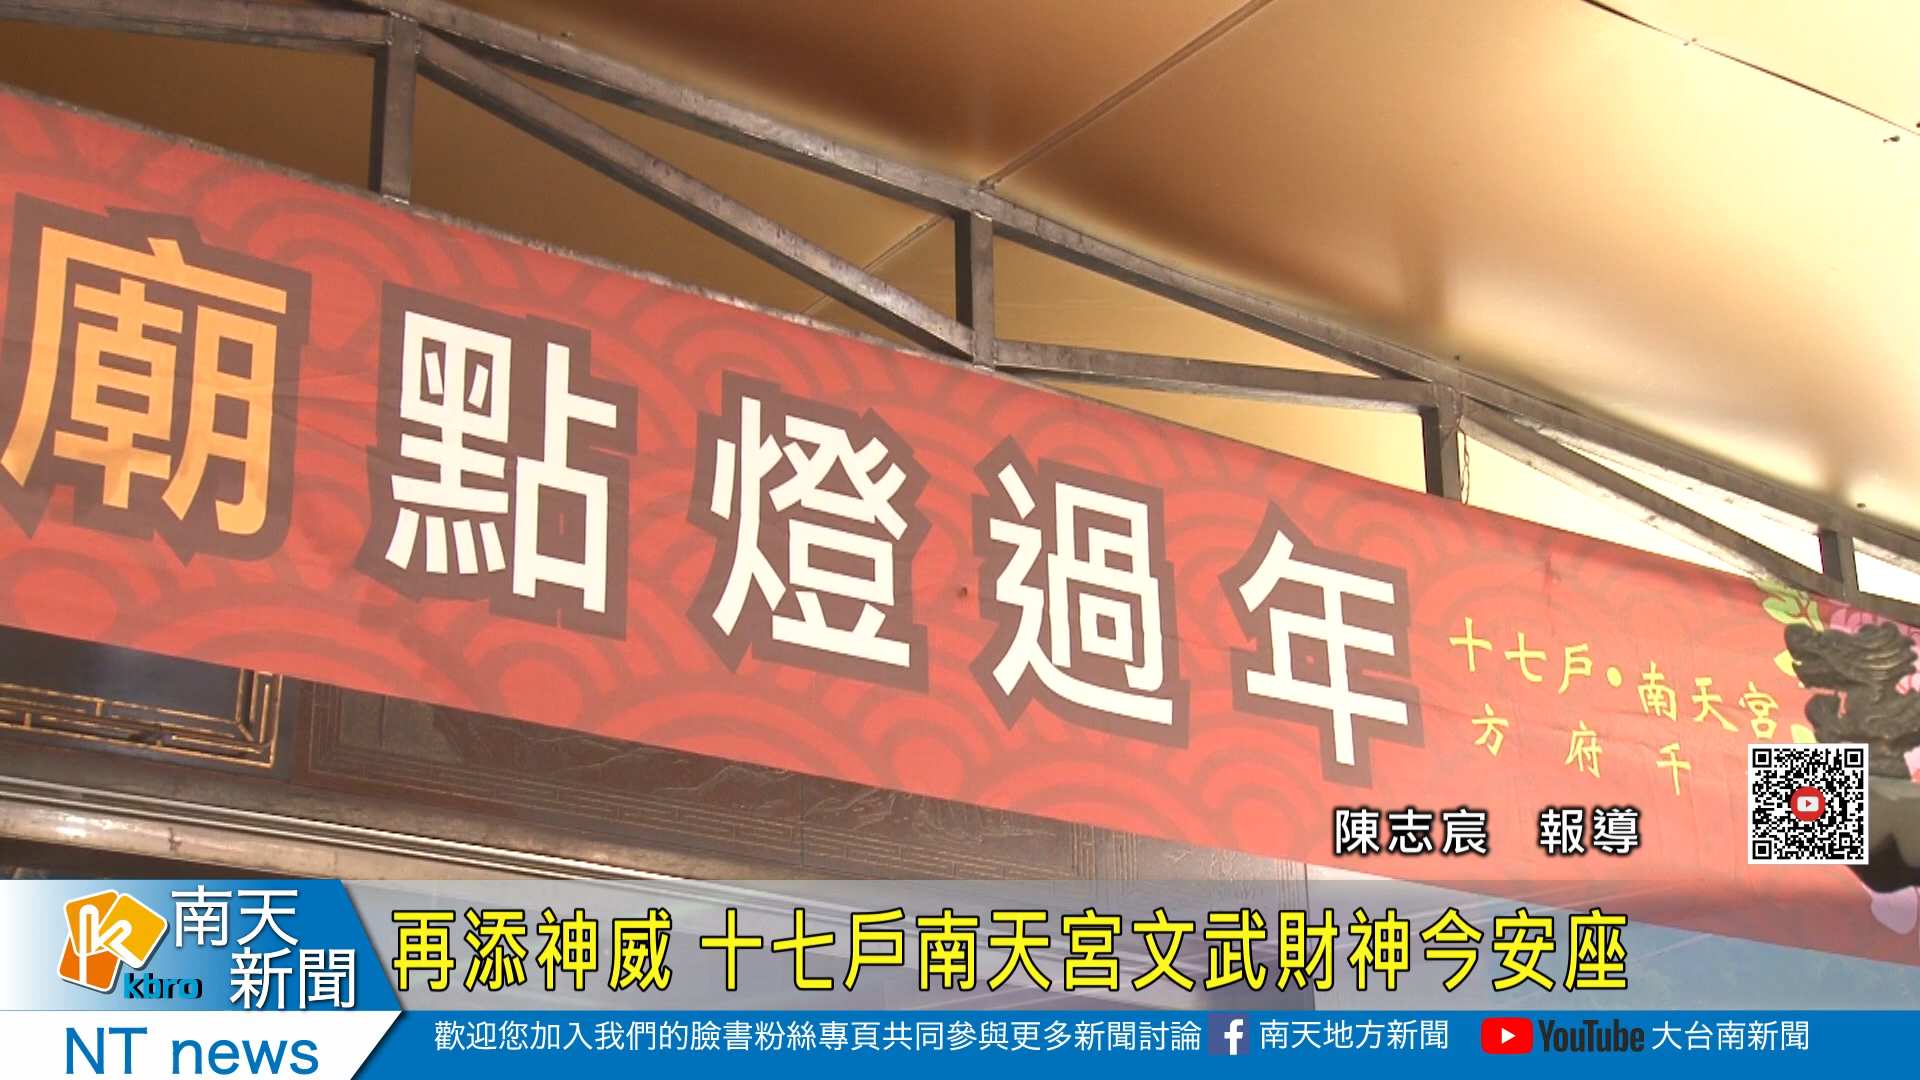 廟點燈過年
十七戶•南天宮
方府千
陳志宸 報導
南天
新聞
kbro
再添神威 十七戶南天宮文武財神今安座
NT news
歡迎您加入我們的臉書粉絲專頁共同參與更多新聞討論 南天地方新聞 YouTube 大台南新聞